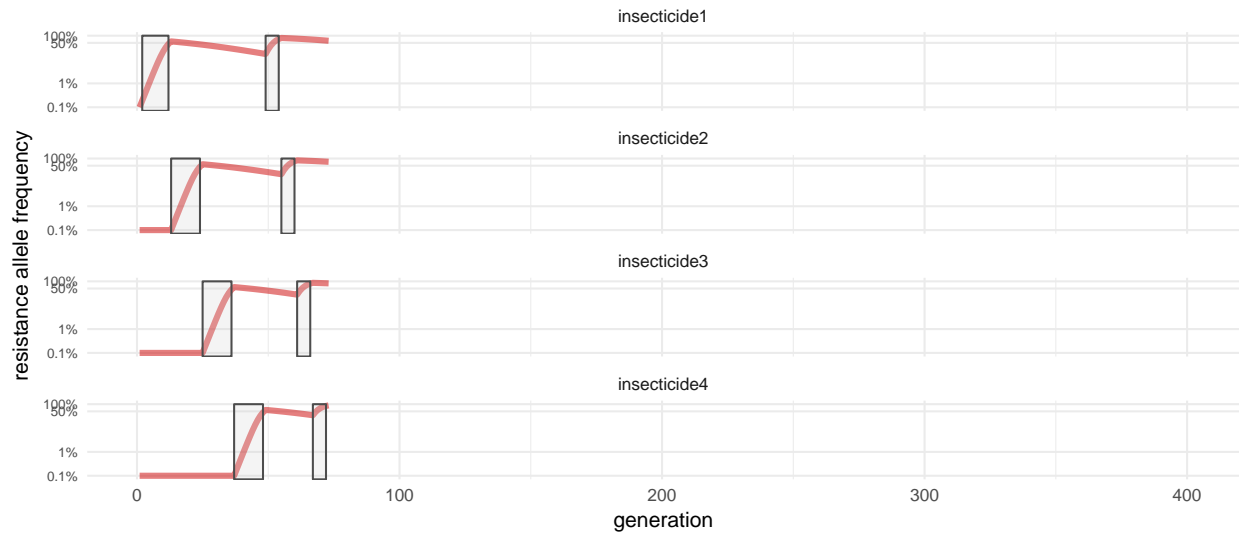 insecticide1
100%
50%
1%
0.1%
insecticide2
100%
50%
1%
0.1%
insecticide3
100%
50%
1%
0.1%
insecticide4
100%
50%
1%
0.1%
resistance allele frequency
0 100 200 300 400
generation